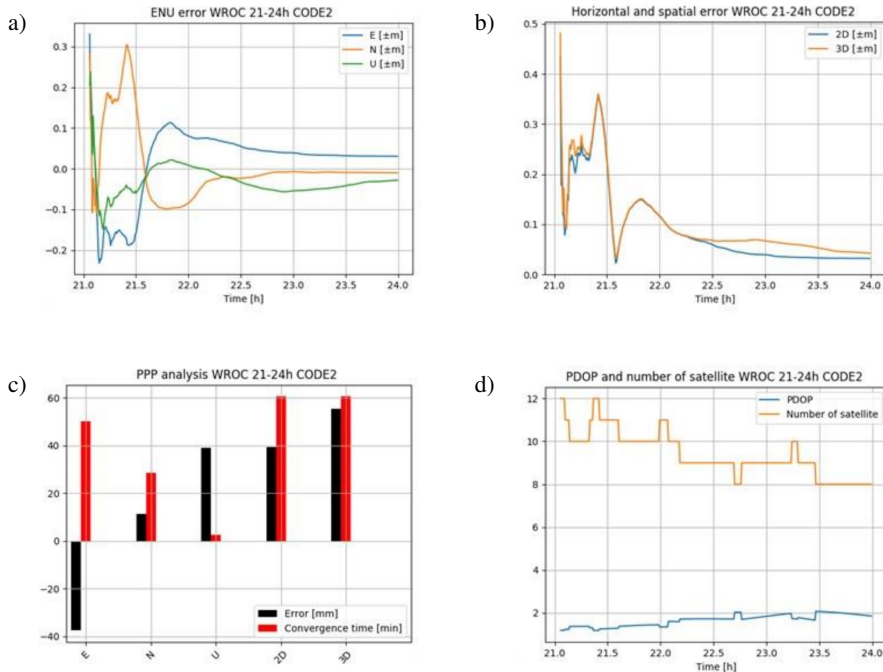 a)
ENU error WROC 21-24h CODE2
E [±m]
N [±m]
U [±m]
0.3
0.2
0.1
0.0
−0.1
−0.2
21.0 21.5 22.0 22.5 23.0 23.5 24.0
Time [h]
b)
Horizontal and spatial error WROC 21-24h CODE2
2D [±m]
3D [±m]
0.5
0.4
0.3
0.2
0.1
0.0
21.0 21.5 22.0 22.5 23.0 23.5 24.0
Time [h]
c)
PPP analysis WROC 21-24h CODE2
60
40
20
0
−20
−40
Error [mm]
Convergence time [min]
E N U 2D 3D
d)
PDOP and number of satellite WROC 21-24h CODE2
PDOP
Number of satellite
12
10
8
6
4
2
21.0 21.5 22.0 22.5 23.0 23.5 24.0
Time [h]